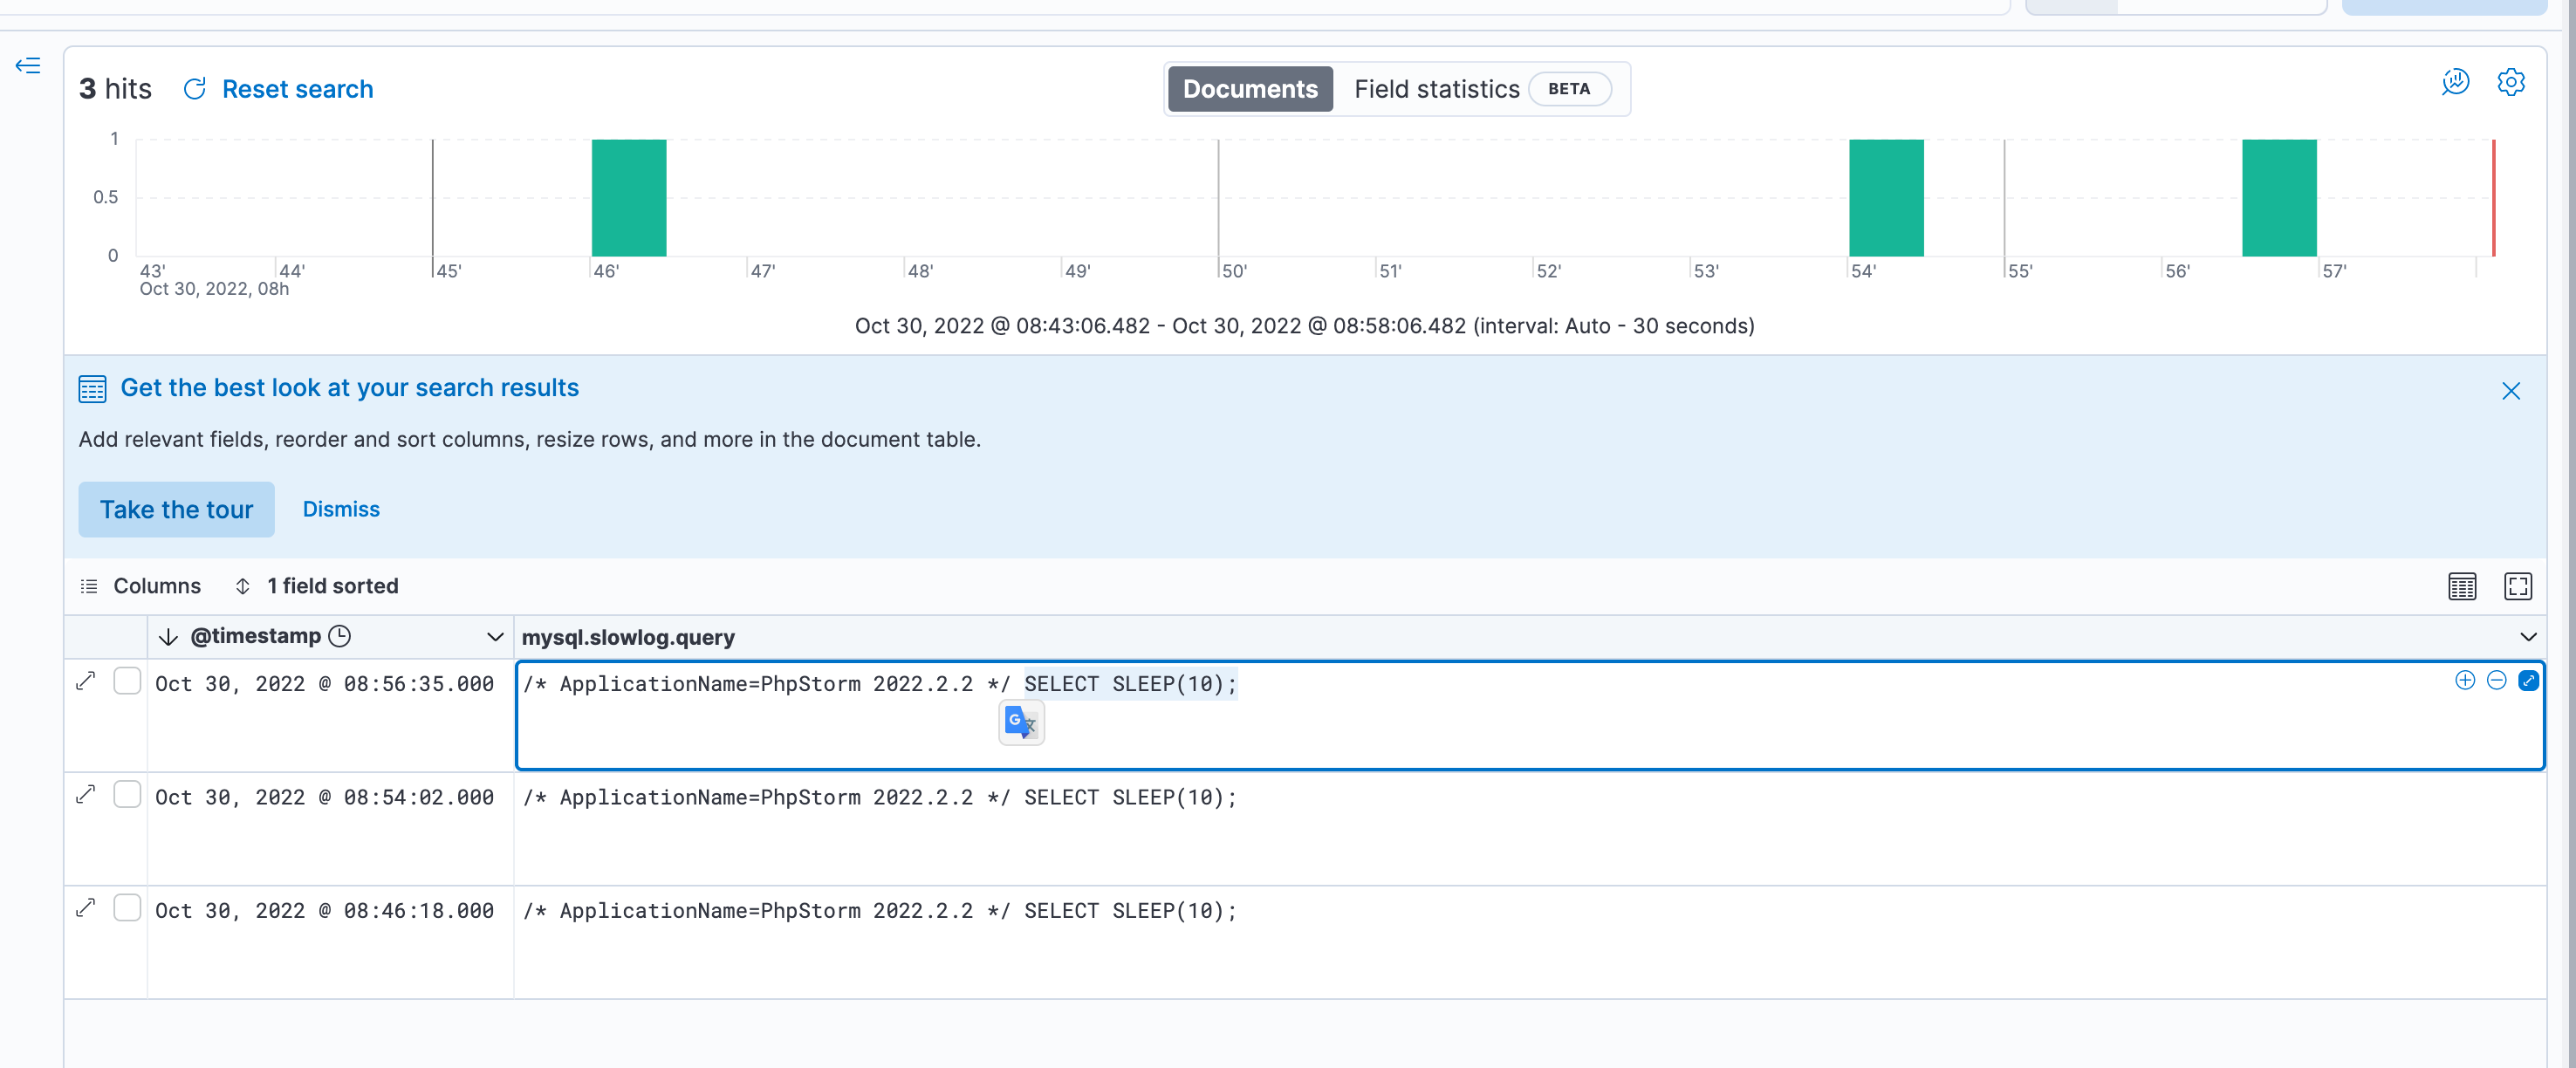 3 hits Reset search Documents Field statistics BETA
1
0.5
0
43' 44' 45' 46' 47' 48' 49' 50' 51' 52' 53' 54' 55' 56' 57'
Oct 30, 2022, 08h
Oct 30, 2022 @ 08:43:06.482 - Oct 30, 2022 @ 08:58:06.482 (interval: Auto - 30 seconds)
Get the best look at your search results
Add relevant fields, reorder and sort columns, resize rows, and more in the document table.
Take the tour Dismiss
Columns 1 field sorted
@timestamp mysql.slowlog.query
Oct 30, 2022 @ 08:56:35.000 /* ApplicationName=PhpStorm 2022.2.2 */ SELECT SLEEP(10);
G文
Oct 30, 2022 @ 08:54:02.000 /* ApplicationName=PhpStorm 2022.2.2 */ SELECT SLEEP(10);
Oct 30, 2022 @ 08:46:18.000 /* ApplicationName=PhpStorm 2022.2.2 */ SELECT SLEEP(10);